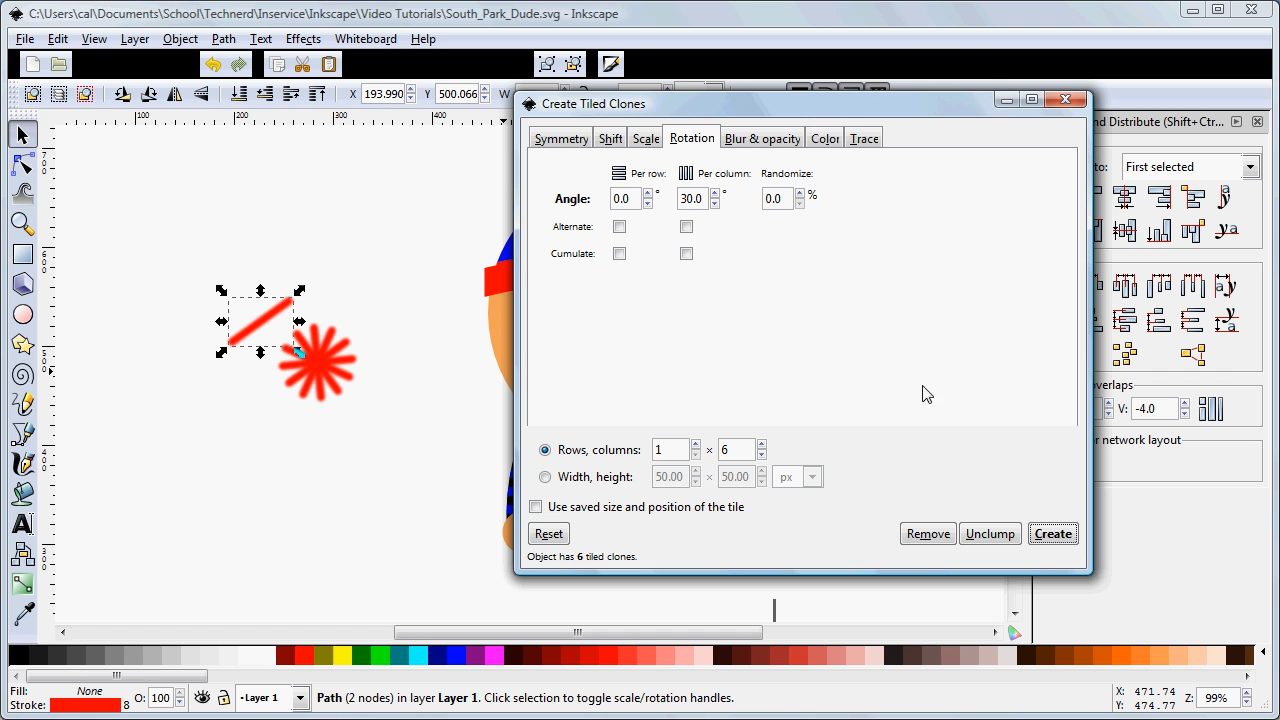 C:\Users\cal\Documents\School\Technerd\Inservice\Inkscape\Video Tutorials\South_Park_Dude.svg - Inkscape
File Edit View Layer Object Path Text Effects Whiteboard Help
X 193.990 Y 500.066 W
Create Tiled Clones
100 200 300 400
nd Distribute (Shift+Ctr...
Symmetry Shift Scale Rotation Blur & opacity Color Trace
to: First selected
Per row: Per column: Randomize:
Angle: 0.0 ° 30.0 ° 0.0 %
Alternate:
Cumulate:
overlaps
V: -4.0
or network layout
Rows, columns: 1 × 6
Width, height: 50.00 × 50.00 px
Use saved size and position of the tile
Reset Remove Unclump Create
Object has 6 tiled clones.
Fill: None
Stroke: 8 O: 100 Layer 1 Path (2 nodes) in layer Layer 1. Click selection to toggle scale/rotation handles.
X: 471.74
Y: 474.77
Z: 99%